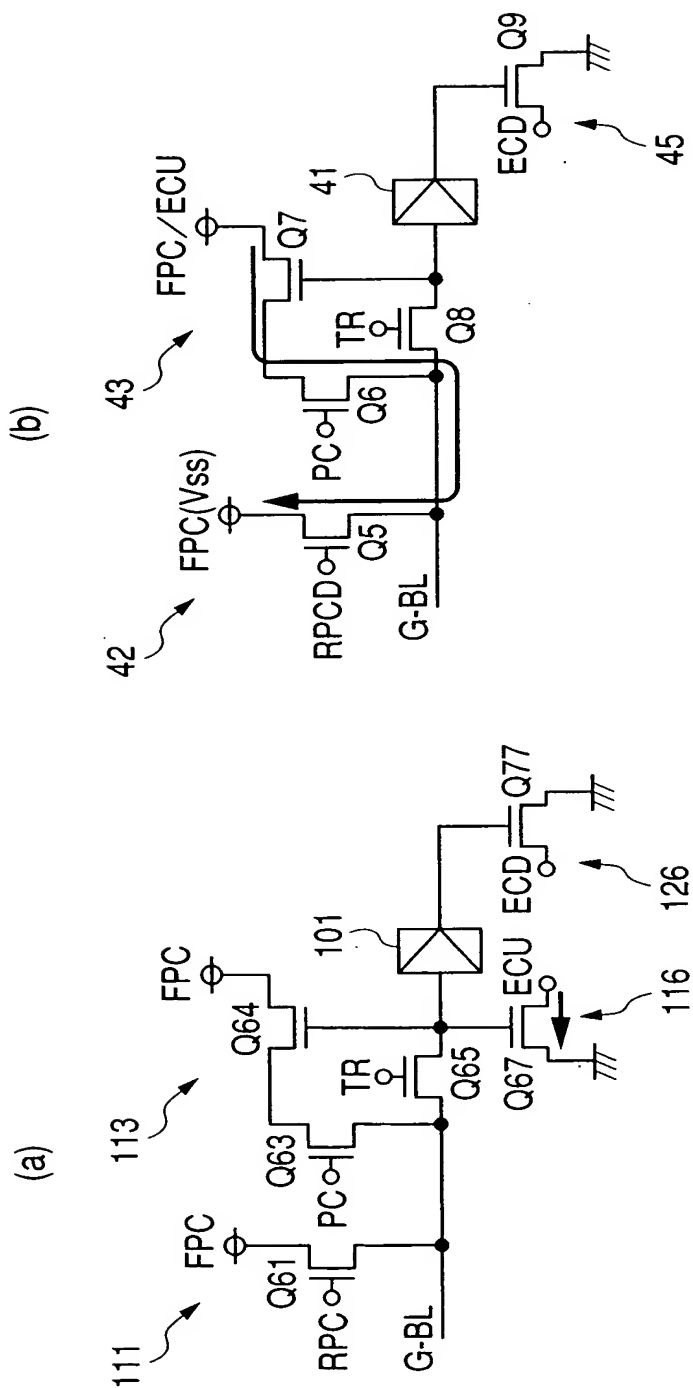 (a)
111
FPC
113
FPC
Q61
RPC
Q63
PC
Q64
TR
Q65
101
G-BL
Q67
ECU
116
ECD
Q77
126
(b)
42
FPC(Vss)
43
FPC/ECU
RPCD
Q5
PC
Q6
Q7
TR
Q8
41
G-BL
ECD
Q9
45